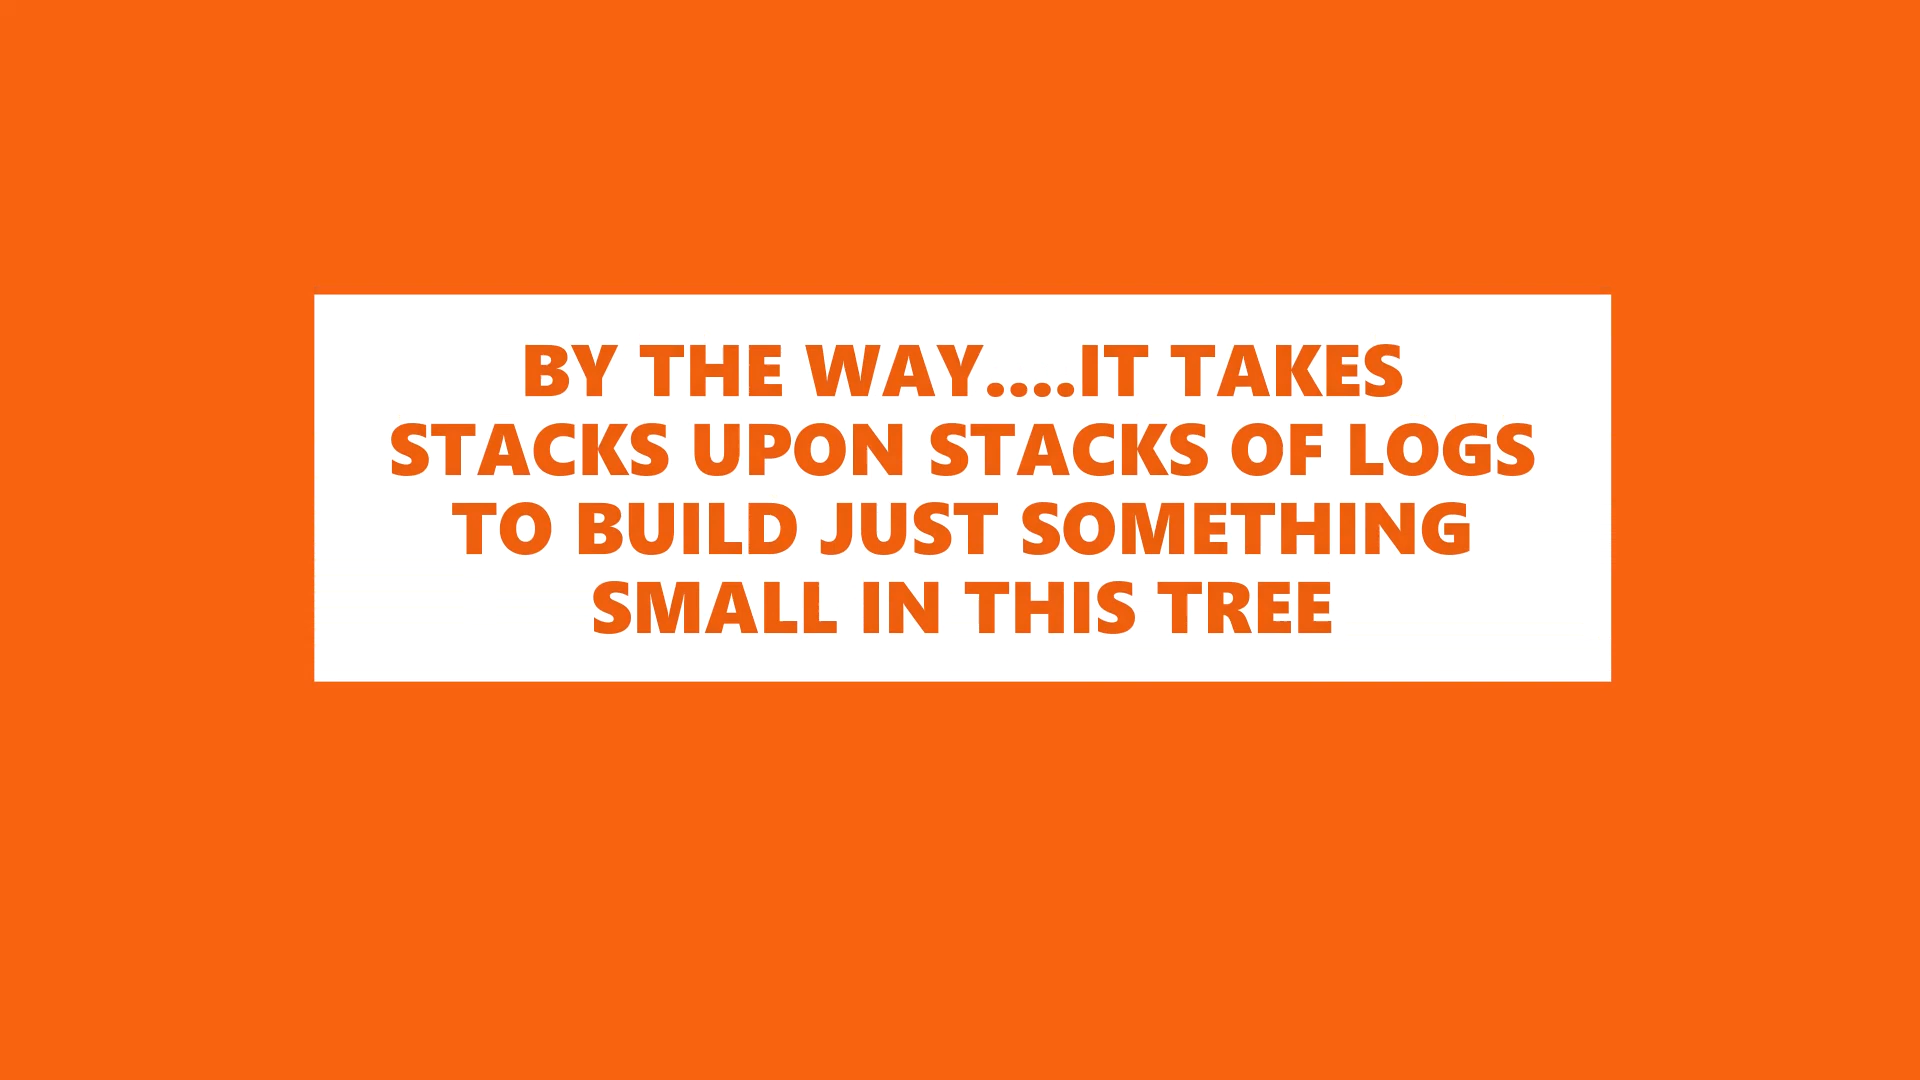 BY THE WAY....IT TAKES
STACKS UPON STACKS OF LOGS
TO BUILD JUST SOMETHING
SMALL IN THIS TREE